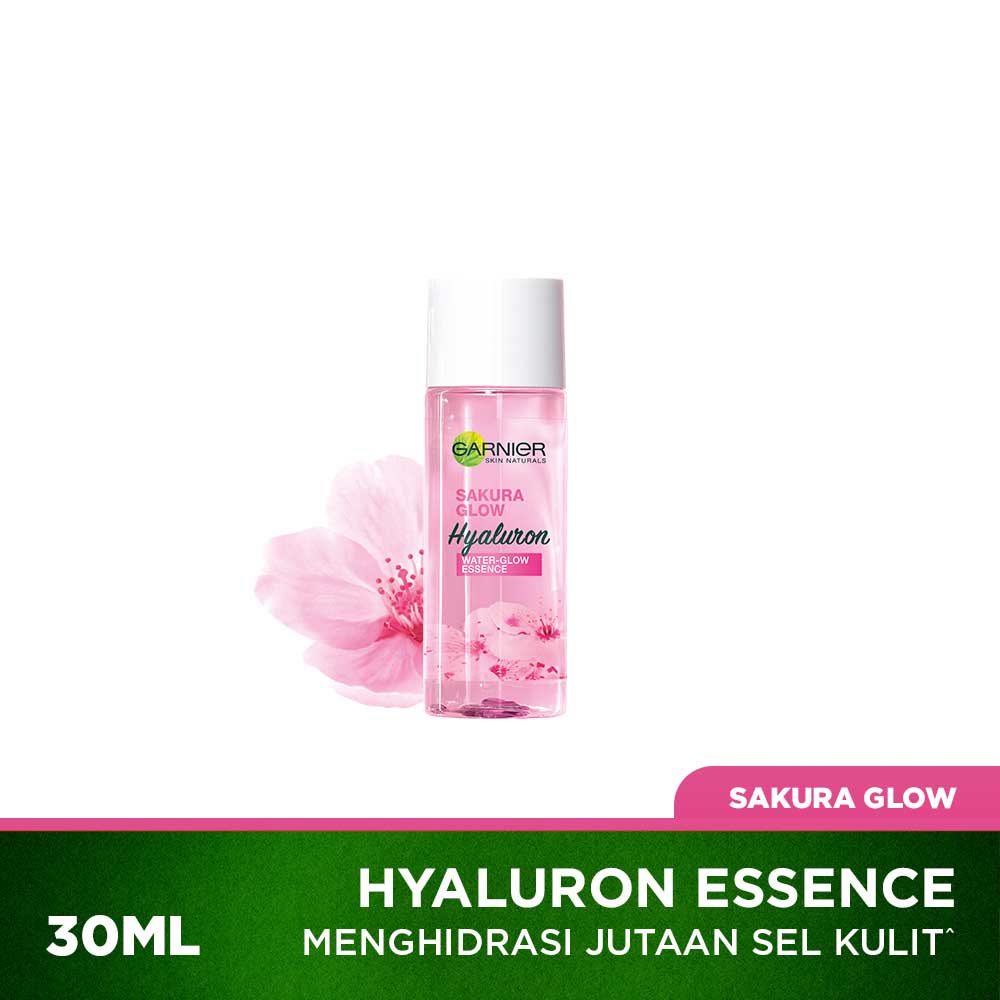 GARNIER
SKIN NATURALS
SAKURA
GLOW
Hyaluron
WATER-GLOW
ESSENCE
SAKURA GLOW
HYALURON ESSENCE
30ML
MENGHIDRASI JUTAAN SEL KULIT^